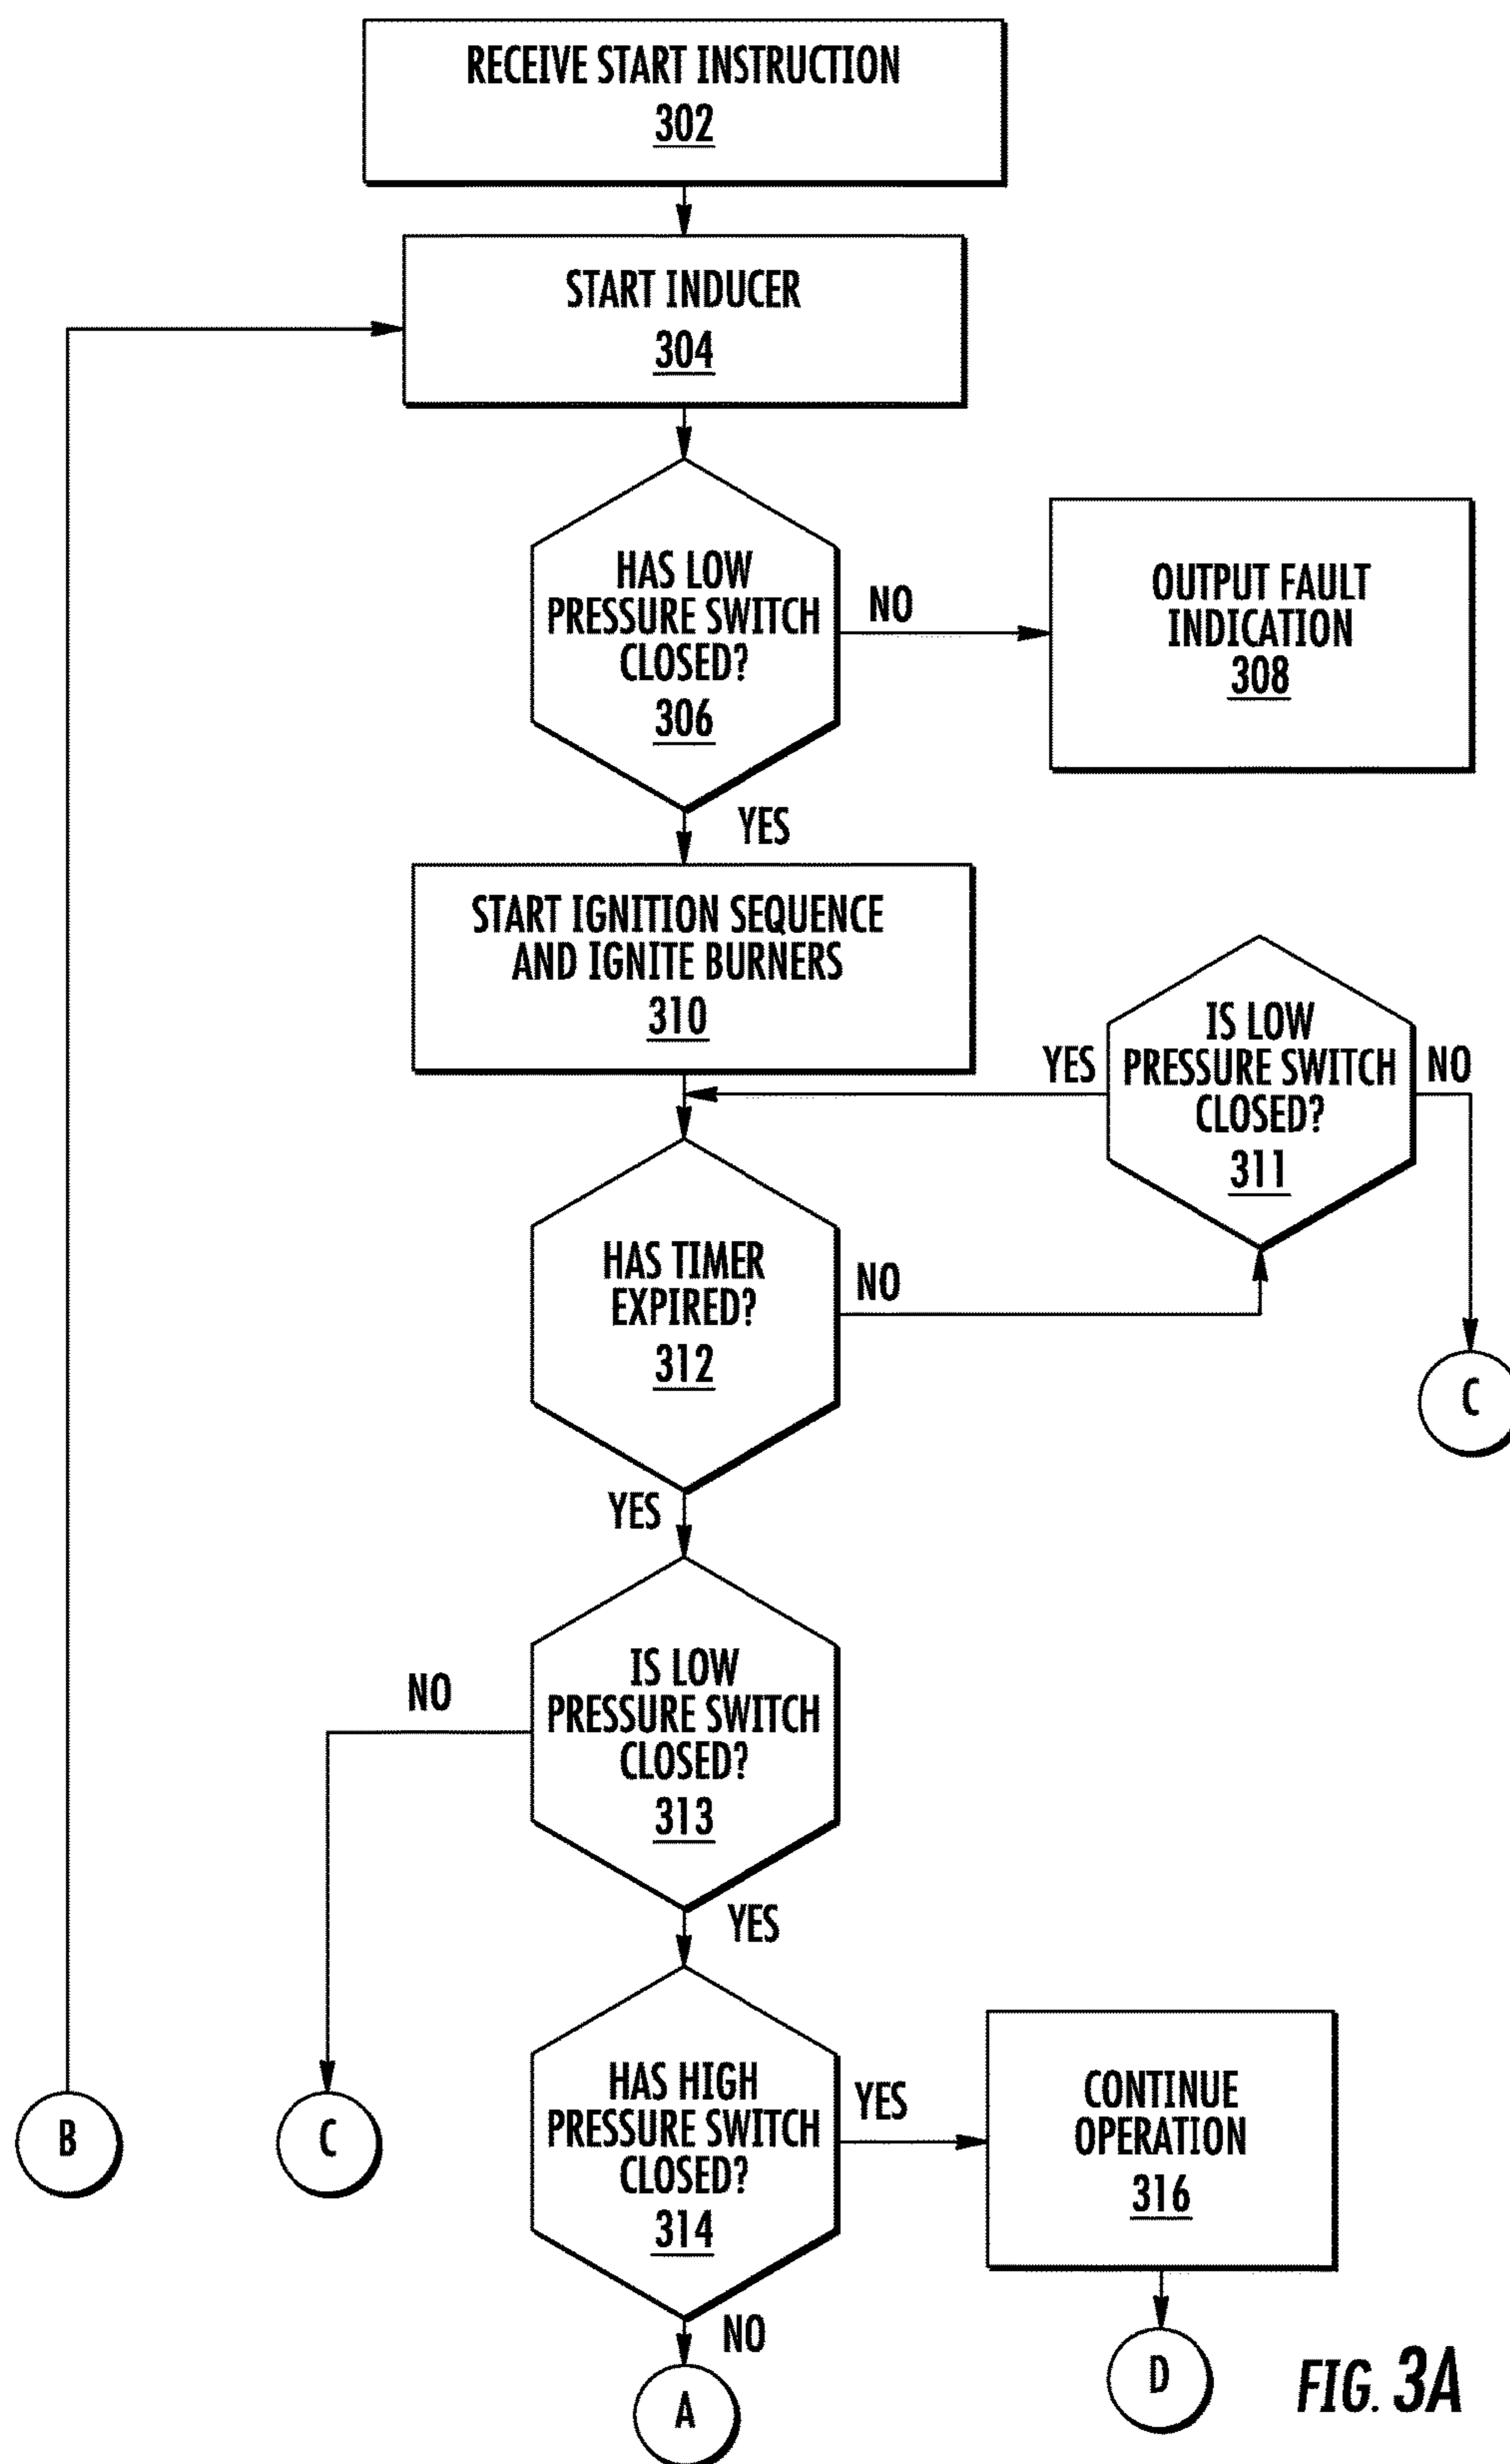 RECEIVE START INSTRUCTION
302
START INDUCER
304
HAS LOW
PRESSURE SWITCH
CLOSED?
306
NO
OUTPUT FAULT
INDICATION
308
YES
START IGNITION SEQUENCE
AND IGNITE BURNERS
310
IS LOW
PRESSURE SWITCH
CLOSED?
311
YES
NO
C
HAS TIMER
EXPIRED?
312
NO
YES
IS LOW
PRESSURE SWITCH
CLOSED?
313
NO
YES
B
C
HAS HIGH
PRESSURE SWITCH
CLOSED?
314
YES
CONTINUE
OPERATION
316
NO
A
D
FIG. 3A